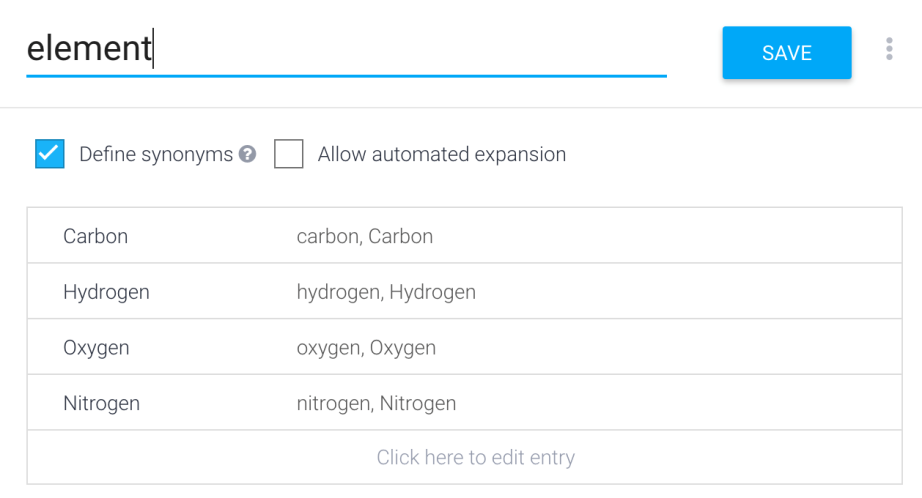 element
SAVE
Define synonyms
Allow automated expansion
Carbon carbon, Carbon
Hydrogen hydrogen, Hydrogen
Oxygen oxygen, Oxygen
Nitrogen nitrogen, Nitrogen
Click here to edit entry